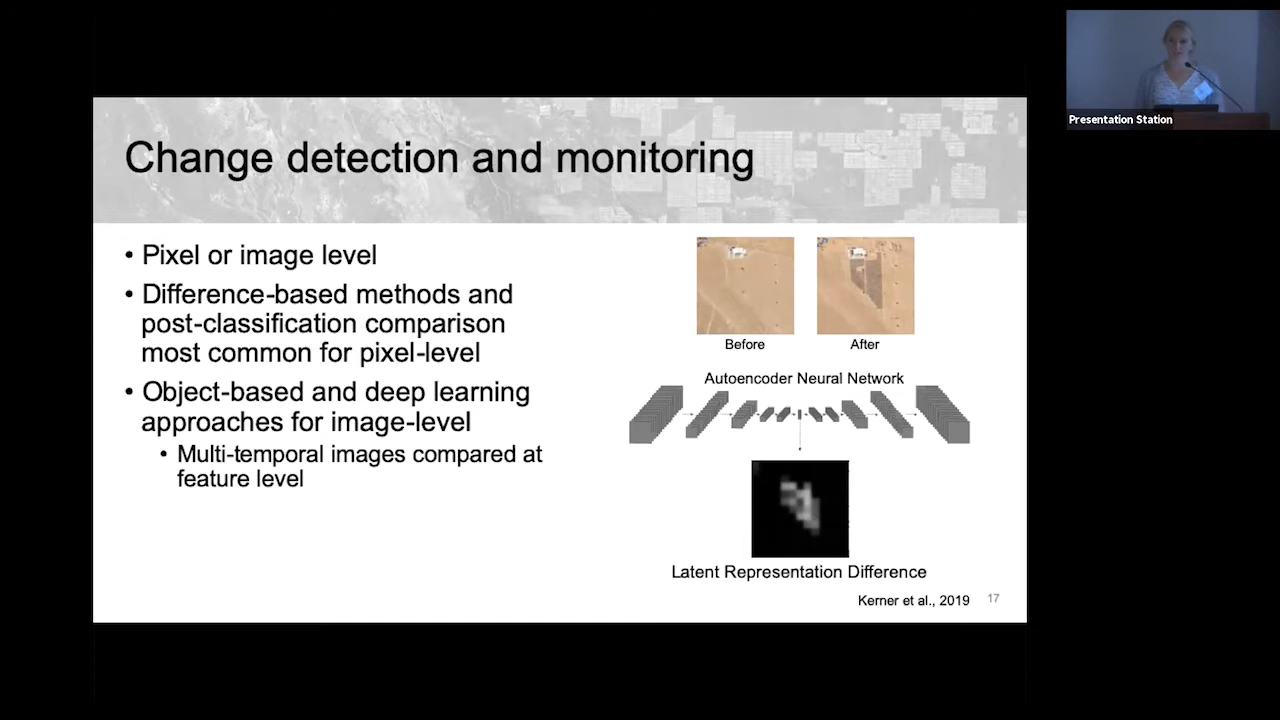 Presentation Station
Change detection and monitoring
• Pixel or image level
• Difference-based methods and
post-classification comparison
most common for pixel-level
• Object-based and deep learning
approaches for image-level
• Multi-temporal images compared at
feature level
Before
After
Autoencoder Neural Network
Latent Representation Difference
Kerner et al., 2019
17